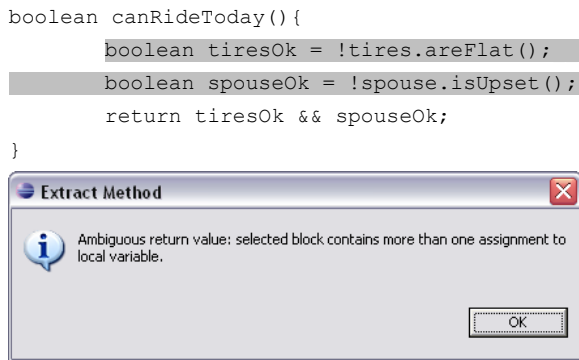 boolean canRideToday(){
boolean tiresOk = !tires.areFlat();
boolean spouseOk = !spouse.isUpset();
return tiresOk && spouseOk;
}
Extract Method
Ambiguous return value: selected block contains more than one assignment to
local variable.
OK